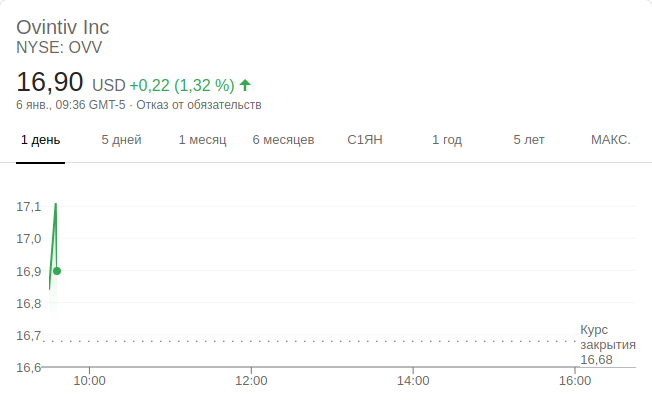 Ovintiv Inc
NYSE: OVV
16,90 USD +0,22 (1,32 %)
6 янв., 09:36 GMT-5 · Отказ от обязательств
1 день 5 дней 1 месяц 6 месяцев С1ЯН 1 год 5 лет МАКС.
17,1
17,0
16,9
16,8
16,7
16,6
Курс
закрытия
16,68
10:00 12:00 14:00 16:00